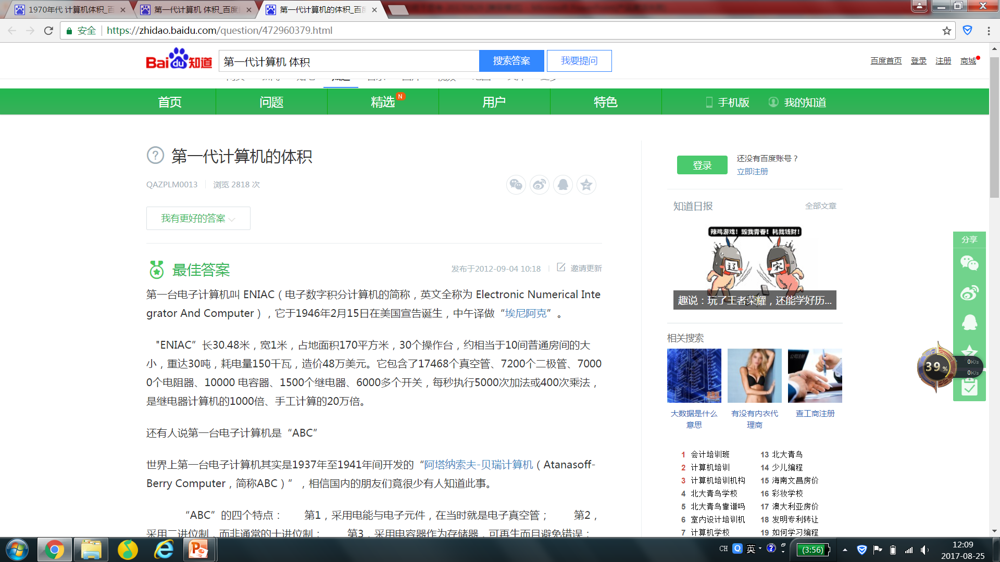 1970年代 计算机体积_百
第一代计算机 体积_百度
第一代计算机的体积_百度
安全 https://zhidao.baidu.com/question/472960379.html
Baidu知道
第一代计算机 体积
搜索答案
我要提问
百度首页 登录 注册 商城
知道
首页 问题 精选 N 用户 特色 手机版 我的知道
? 第一代计算机的体积
QAZPLM0013 浏览 2818 次
我有更好的答案
最佳答案
发布于2012-09-04 10:18 邀请更新
第一台电子计算机叫 ENIAC（电子数字积分计算机的简称，英文全称为 Electronic Numerical Inte
grator And Computer），它于1946年2月15日在美国宣告诞生，中午译做“埃尼阿克”。
"ENIAC”长30.48米，宽1米，占地面积170平方米，30个操作台，约相当于10间普通房间的大
小，重达30吨，耗电量150千瓦，造价48万美元。它包含了17468个真空管、7200个二极管、7000
0个电阻器、10000 电容器、1500个继电器、6000多个开关，每秒执行5000次加法或400次乘法，
是继电器计算机的1000倍、手工计算的20万倍。
还有人说第一台电子计算机是“ABC”
世界上第一台电子计算机其实是1937年至1941年间开发的“阿塔纳索夫-贝瑞计算机（Atanasoff-
Berry Computer，简称ABC）”，相信国内的朋友们竟很少有人知道此事。
“ABC”的四个特点： 第1，采用电能与电子元件，在当时就是电子真空管； 第2，
采用二进位制，而非通常的十进位制； 第3，采用电容器作为存储器，可再生而且避免错误；
登录
还没有百度账号？
立即注册
知道日报 全部文章
辣鸡游戏！毁我青春！耗我钱财！
辽 宋
趣说：玩了王者荣耀，还能学好历...
相关搜索
大数据是什么
意思
有没有内衣代
理商
查工商注册
1 会计培训班 13 北大青鸟
2 计算机培训 14 少儿编程
3 计算机培训机构 15 海南文昌房价
4 北大青鸟学校 16 彩妆学校
5 北大青鸟靠谱吗 17 澳大利亚房价
6 室内设计培训机 18 发明专利转让
7 计算机学校 19 如何学习编程
分享
39%
0K/s
0K/s
CH 英 (3:56)
12:09
2017-08-25